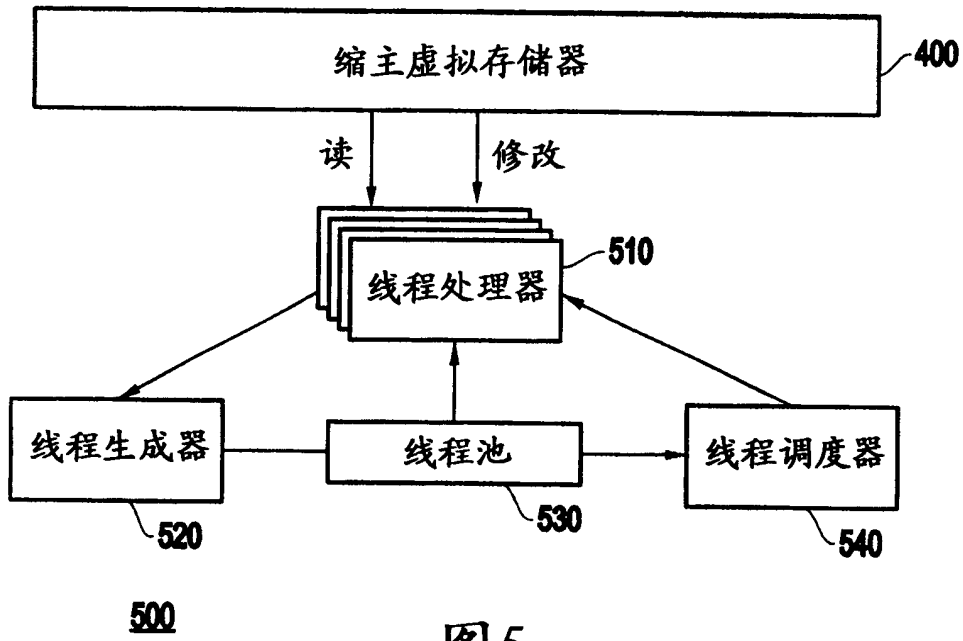 缩主虚拟存储器
400
读
修改
510
线程处理器
线程生成器
线程池
线程调度器
520
530
540
500
图5